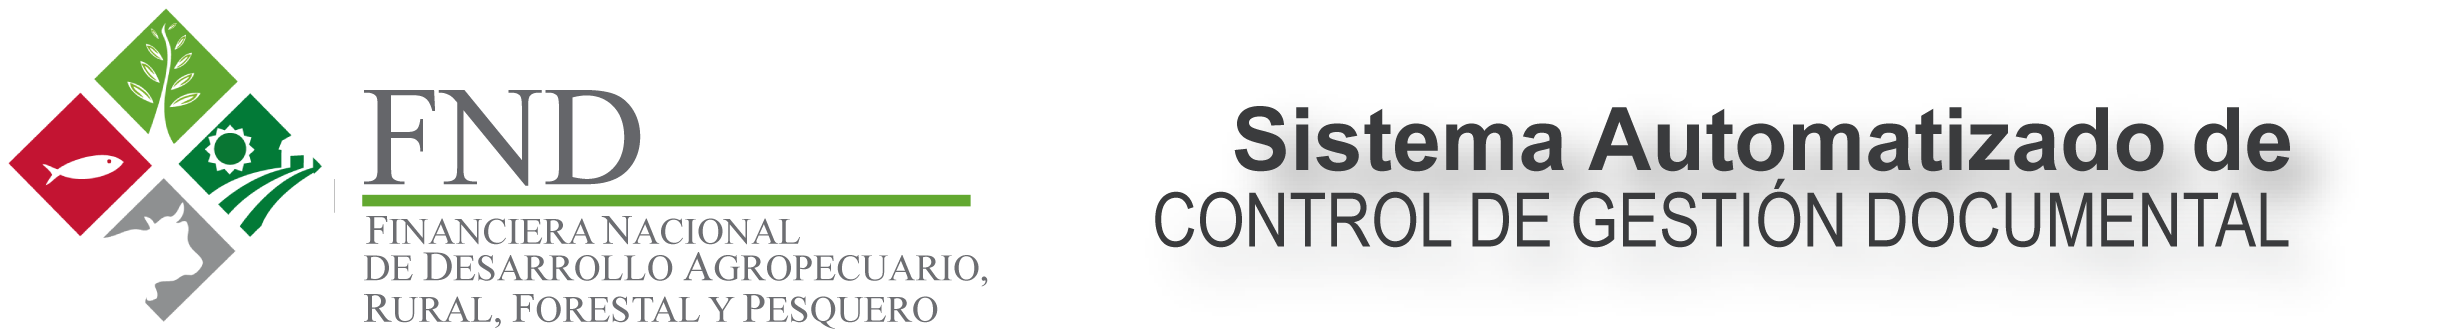 FND
FINANCIERA NACIONAL
DE DESARROLLO AGROPECUARIO,
RURAL, FORESTAL Y PESQUERO
Sistema Automatizado de
CONTROL DE GESTIÓN DOCUMENTAL